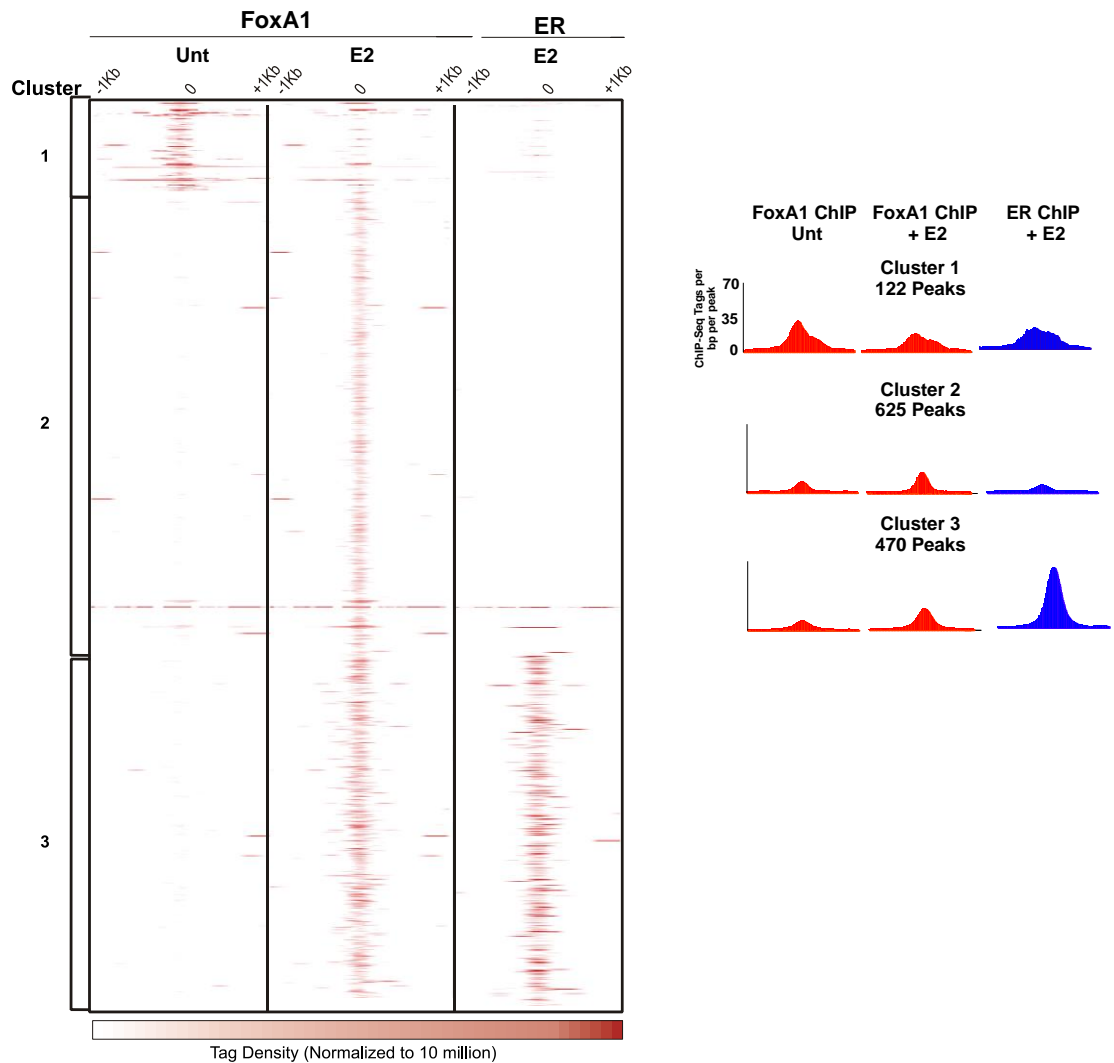 FoxA1
ER
Unt
E2
E2
Cluster
-1Kb
0
+1Kb
-1Kb
0
+1Kb
-1Kb
0
+1Kb
1
2
3
Tag Density (Normalized to 10 million)
FoxA1 ChIP
Unt
FoxA1 ChIP
+ E2
ER ChIP
+ E2
Cluster 1
122 Peaks
ChIP-Seq Tags per
bp per peak
70
35
0
Cluster 2
625 Peaks
Cluster 3
470 Peaks